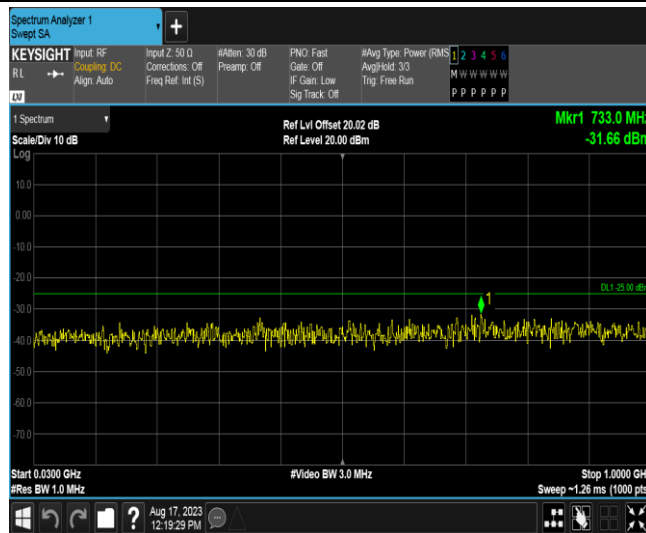 Spectrum Analyzer 1
Swept SA
KEYSIGHT
RL
LXI
Input: RF
Coupling: DC
Align: Auto
Input Z: 50 Ω
Corrections: Off
Freq Ref: Int (S)
#Atten: 30 dB
Preamp: Off
PNO: Fast
Gate: Off
IF Gain: Low
Sig Track: Off
#Avg Type: Power (RMS
Avg|Hold: 3/3
Trig: Free Run
1 2 3 4 5 6
M W W W W W
P P P P P P
1 Spectrum
Scale/Div 10 dB
Log
Ref Lvl Offset 20.02 dB
Ref Level 20.00 dBm
Mkr1 733.0 MHz
-31.66 dBm
10.0
0.00
-10.0
-20.0
-30.0
-40.0
-50.0
-60.0
-70.0
DL1 -25.00 dBm
1
Start 0.0300 GHz
#Res BW 1.0 MHz
#Video BW 3.0 MHz
Stop 1.0000 GH
Sweep ~1.26 ms (1000 pts
?
Aug 17, 2023
12:19:29 PM